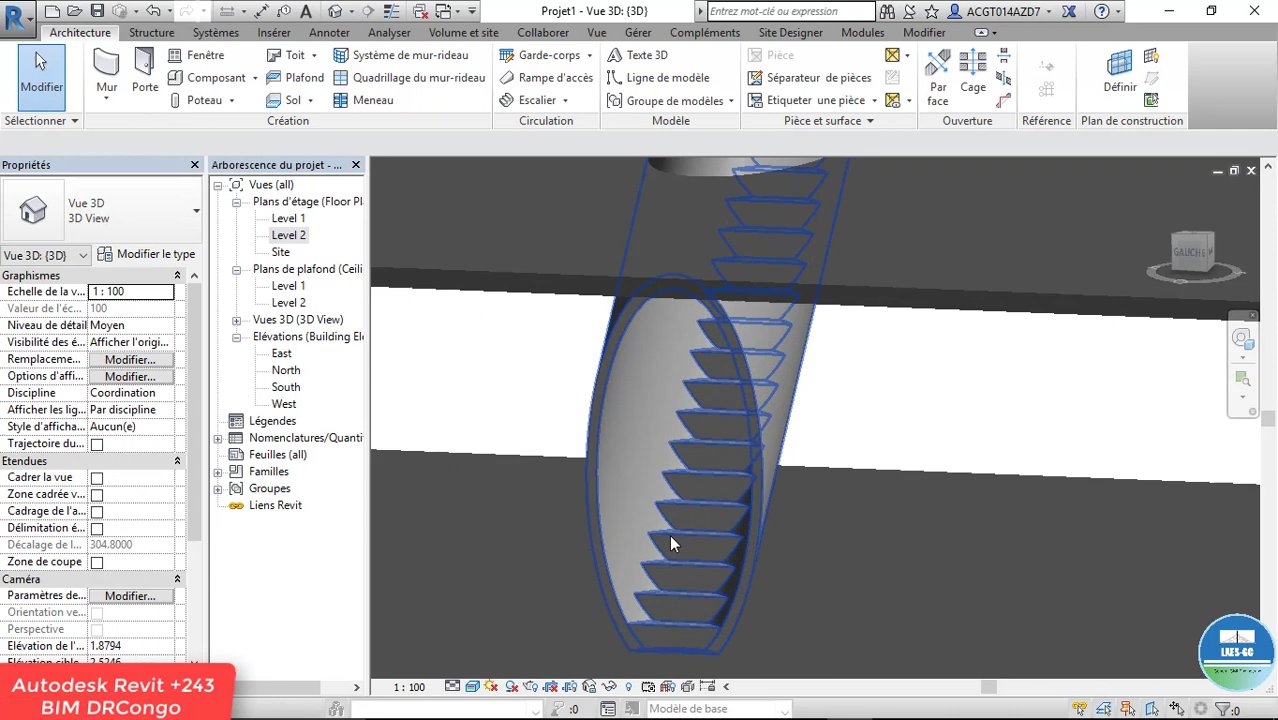 Projet1 - Vue 3D: {3D}
Entrez mot-clé ou expression
ACGT014AZD7
Architecture Structure Systèmes Insérer Annoter Analyser Volume et site Collaborer Vue Gérer Compléments Site Designer Modules Modifier
Modifier
Sélectionner
Mur
Porte
Fenêtre
Component
Poteau
Toit
Plafond
Sol
Système de mur-rideau
Quadrillage de mur-rideau
Meneau
Création
Garde-corps
Rampe d'accès
Escalier
Circulation
Texte 3D
Ligne de modèle
Groupe de modèles
Modèle
Pièce
Séparateur de pièces
Etiqueter une pièce
Pièce et surface
Par face
Cage
Ouverture
Référence
Définir
Plan de construction
Propriétés
Vue 3D
3D View
Vue 3D: {3D}
Modifier le type
Graphismes
Echelle de la v... 1 : 100
Valeur de l'éc... 100
Niveau de détail Moyen
Visibilité des é... Afficher l'origi...
Remplaceme... Modifier...
Options d'affi... Modifier...
Discipline Coordination
Afficher les lig... Par discipline
Style d'afficha... Aucun(e)
Trajectoire du...
Etendues
Cadrer la vue
Zone cadrée v...
Cadrage de l'a...
Délimitation é...
Décalage de l... 304.8000
Zone de coupe
Caméra
Paramètres de... Modifier...
Orientation ve...
Perspective
Elévation de l'... 1.8794
Arborescence du projet - ...
Vues (all)
Plans d'étage (Floor Pl
Level 1
Level 2
Site
Plans de plafond (Ceili
Level 1
Level 2
Vues 3D (3D View)
Elévations (Building El
East
North
South
West
Légendes
Nomenclatures/Quanti
Feuilles (all)
Familles
Groupes
Liens Revit
GAUCHE
1 : 100
:0
Modèle de base
:0
Autodesk Revit +243
BIM DRCongo
LAES-GC